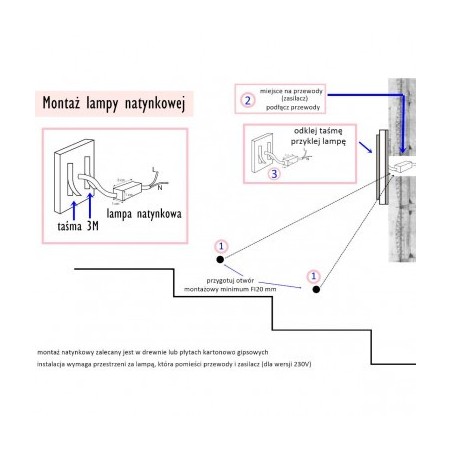 Montaż lampy natynkowej
L
N
lampa natynkowa
taśma 3M
2
miejsce na przewody
(zasilacz)
podłącz przewody
odklej taśmę
przyklej lampę
3
1
1
przygotuj otwór
montażowy minimum FI20 mm
montaż natynkowy zalecany jest w drewnie lub płytach kartonowo gipsowych
instalacja wymaga przestrzeni za lampą, która pomieści przewody i zasilacz (dla wersji 230V)